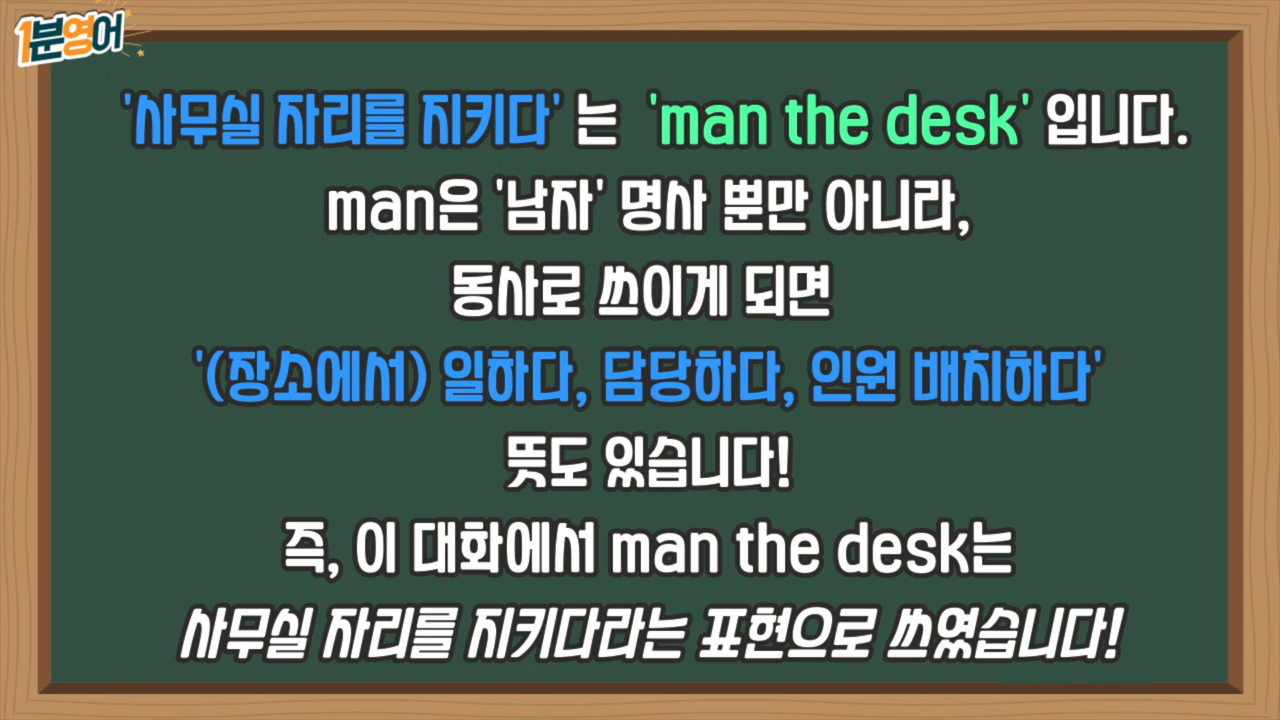 1분영어
'사무실 자리를 지키다' 는 'man the desk' 입니다.
man은 '남자' 명사 뿐만 아니라,
동사로 쓰이게 되면
'(장소에서) 일하다, 담당하다, 인원 배치하다'
뜻도 있습니다!
즉, 이 대화에서 man the desk는
사무실 자리를 지키다라는 표현으로 쓰였습니다!